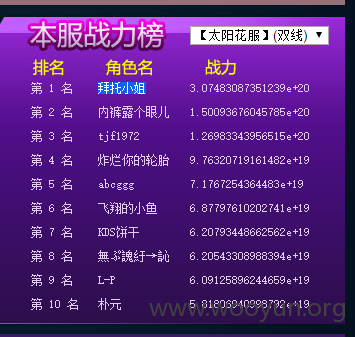 本服战力榜 【太阳花服】(双线)
排名 角色名 战力
第 1 名 拜托小姐 3.07483087351239e+20
第 2 名 内裤露个眼儿 1.50093676045785e+20
第 3 名 tjf1972 1.26983343956515e+20
第 4 名 炸烂你的轮胎 9.76320719161482e+19
第 5 名 abcggg 7.1767254364483e+19
第 6 名 飞翔的小鱼 6.87797610202741e+19
第 7 名 KDS饼干 6.20793448662562e+19
第 8 名 無ぷ謉紆→訫 6.20543308988394e+19
第 9 名 L-P 6.09125896244659e+19
第 10 名 朴元 5.81806940998792e+19
www.wooyun.org